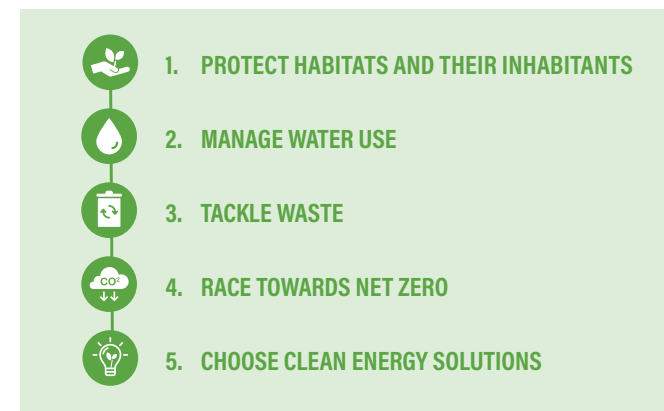 1. PROTECT HABITATS AND THEIR INHABITANTS
2. MANAGE WATER USE
3. TACKLE WASTE
CO²
4. RACE TOWARDS NET ZERO
5. CHOOSE CLEAN ENERGY SOLUTIONS